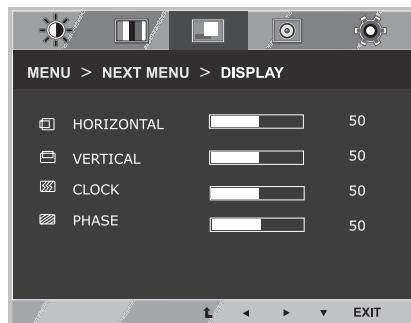 MENU > NEXT MENU > DISPLAY
HORIZONTAL 50
VERTICAL 50
CLOCK 50
PHASE 50
EXIT